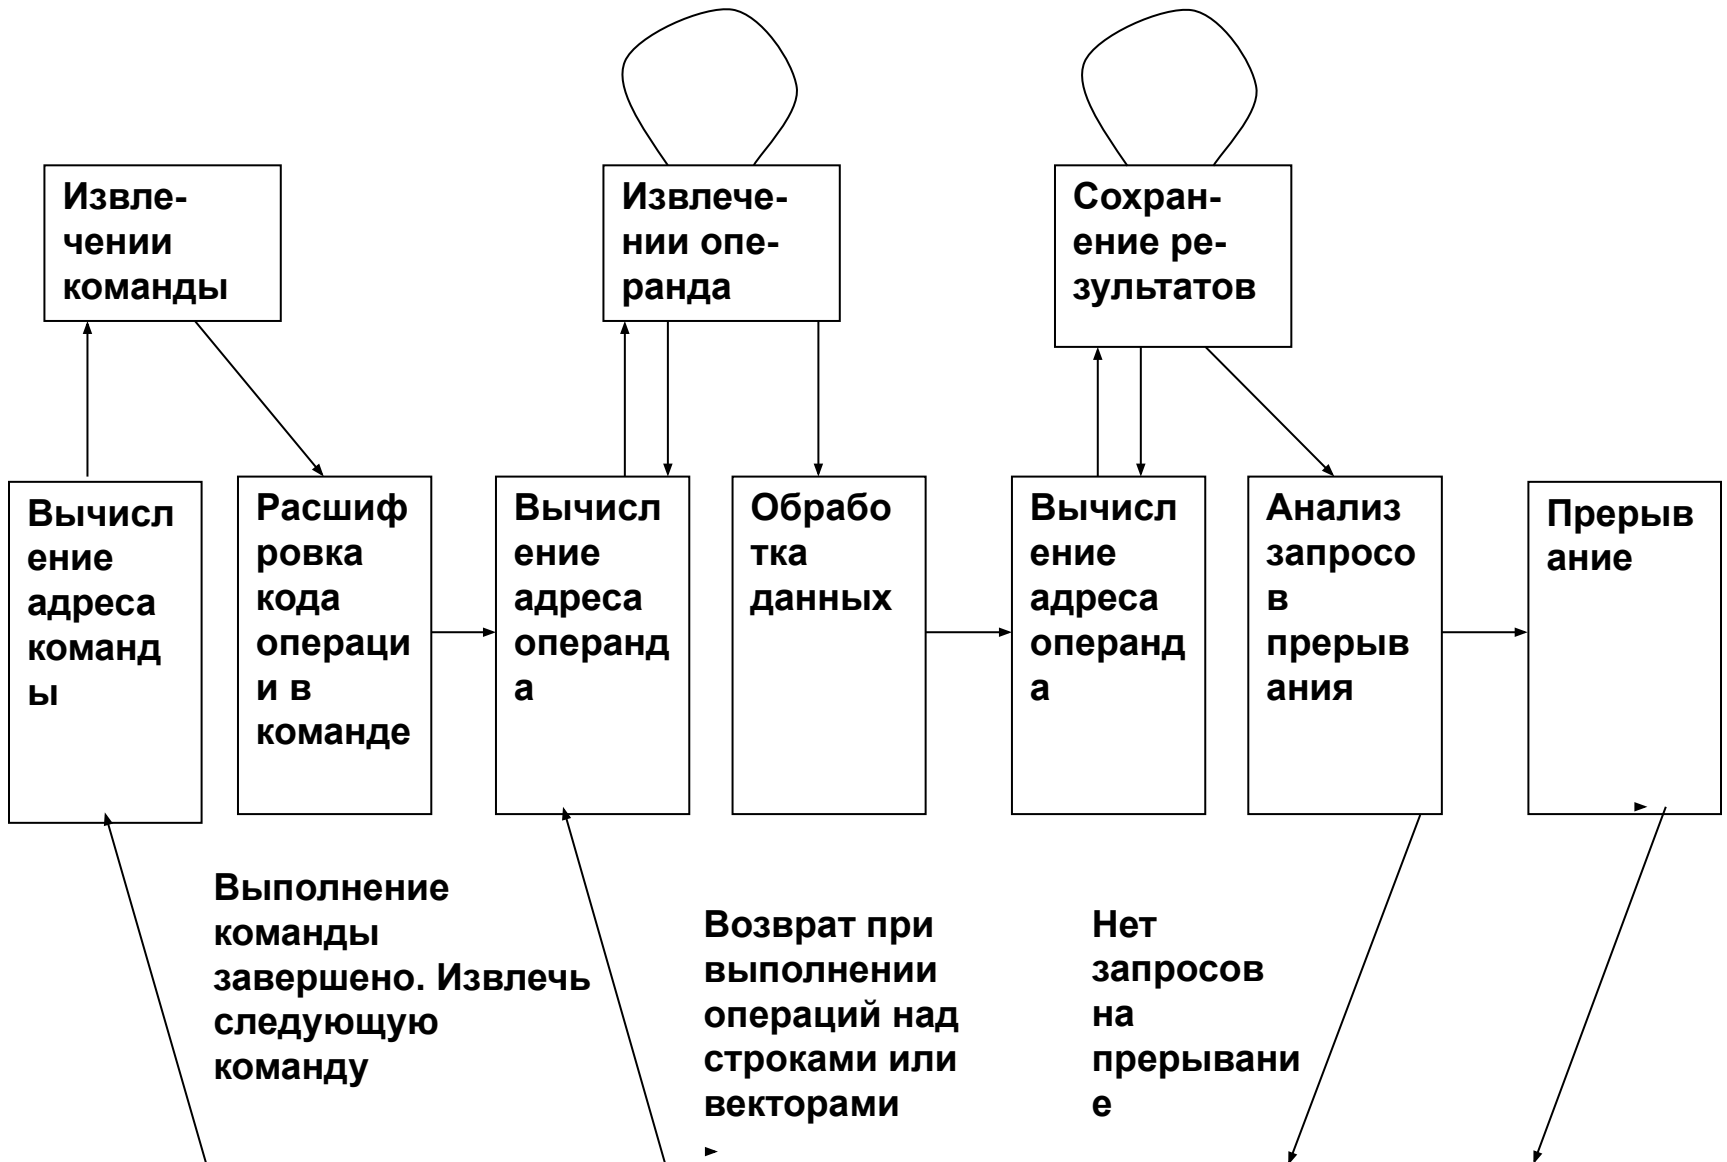 Извле-
чении
команды
Извлече-
нии опе-
ранда
Сохран-
ение ре-
зультатов
Вычисл
ение
адреса
команд
ы
Расшиф
ровка
кода
операци
и в
команде
Вычисл
ение
адреса
операнд
а
Обрабо
тка
данных
Вычисл
ение
адреса
операнд
а
Анализ
запросо
в
прерыв
ания
Прерыв
ание
Выполнение
команды
завершено. Извлечь
следующую
команду
Возврат при
выполнении
операций над
строками или
векторами
Нет
запросов
на
прерывани
е